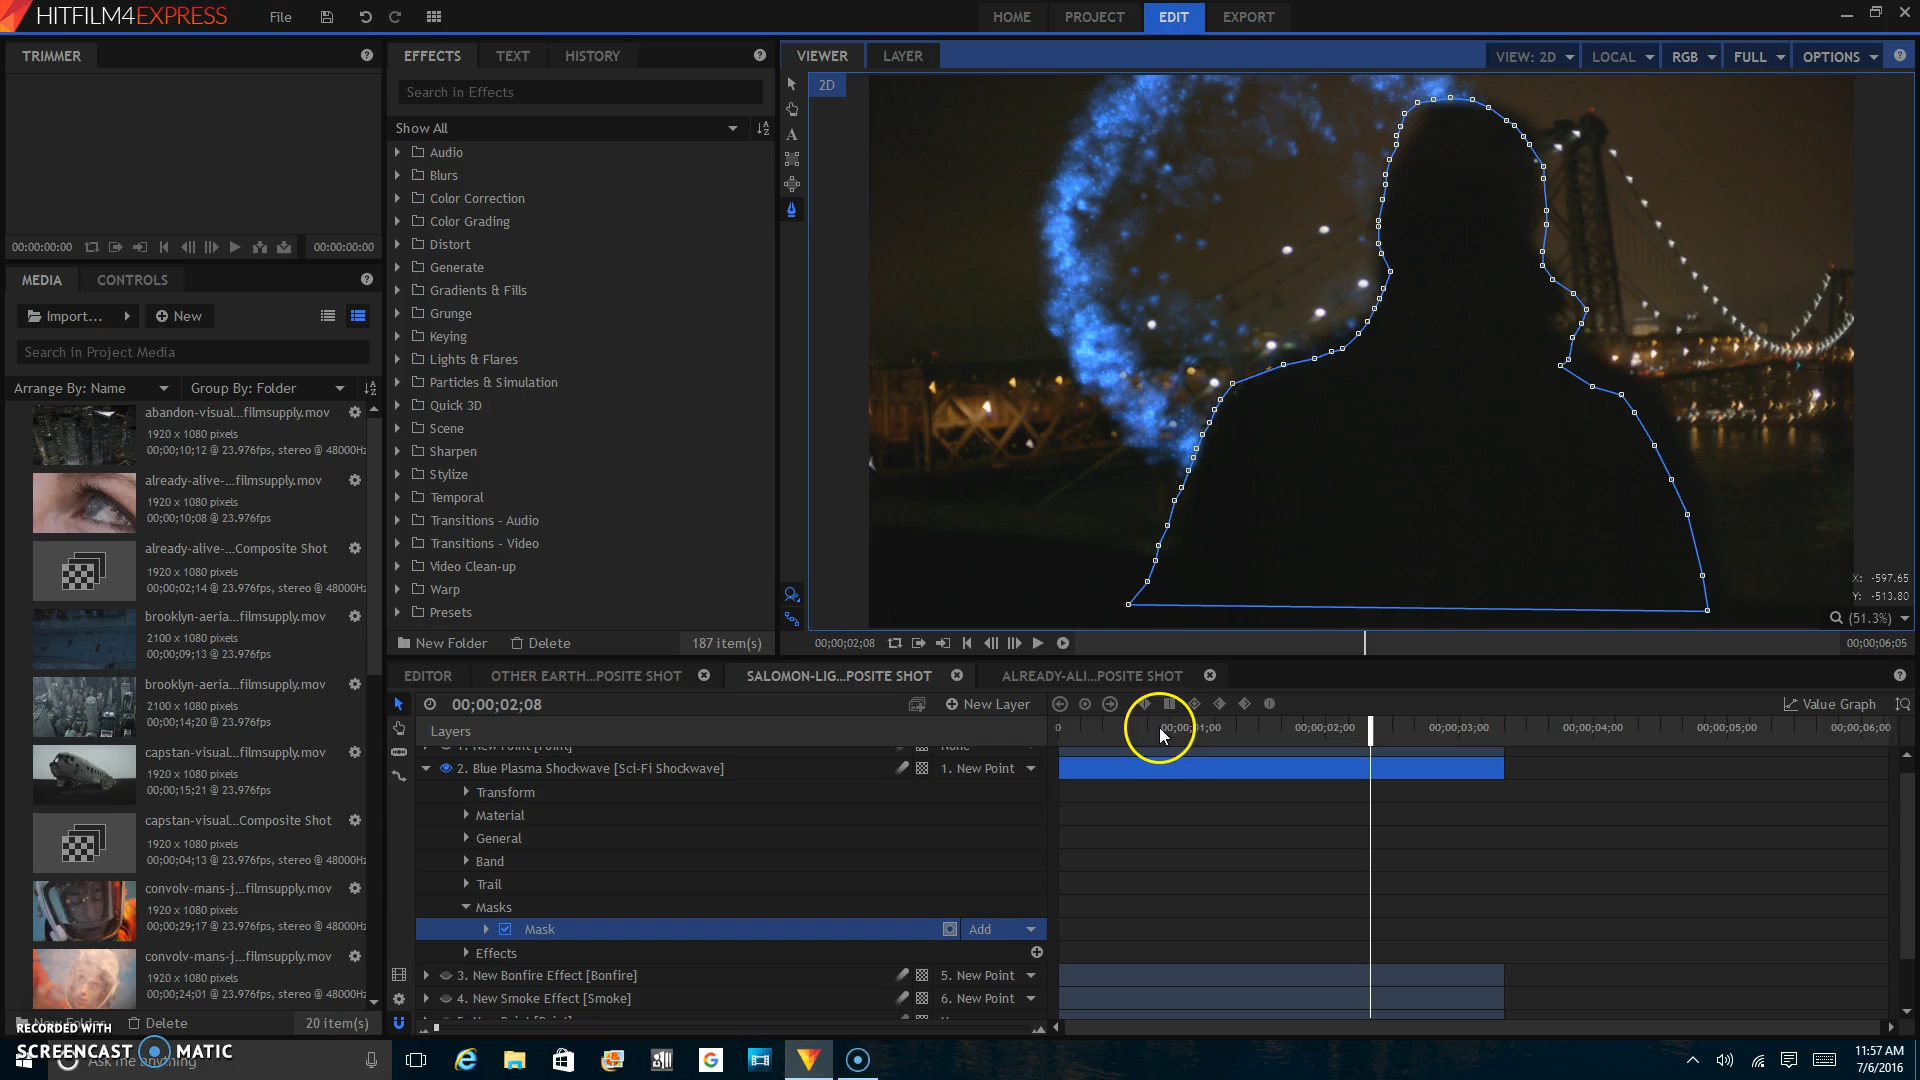 HITFILM4EXPRESS
File
HOME
PROJECT
EDIT
EXPORT
TRIMMER
00:00:00:00
00:00:00:00
MEDIA
CONTROLS
Import...
New
Search in Project Media
Arrange By: Name
Group By: Folder
abandon-visual...filmsupply.mov
1920 x 1080 pixels
00;00;10;12 @ 23.976fps, stereo @ 48000Hz
already-alive-...filmsupply.mov
1920 x 1080 pixels
00;00;10;08 @ 23.976fps
already-alive-...Composite Shot
1920 x 1080 pixels
00;00;02;14 @ 23.976fps, stereo @ 48000Hz
brooklyn-aeria...filmsupply.mov
2100 x 1080 pixels
00;00;09;13 @ 23.976fps
brooklyn-aeria...filmsupply.mov
2100 x 1080 pixels
00;00;14;20 @ 23.976fps
capstan-visual...filmsupply.mov
1920 x 1080 pixels
00;00;15;21 @ 23.976fps
capstan-visual...Composite Shot
1920 x 1080 pixels
00;00;04;13 @ 23.976fps, stereo @ 48000Hz
convolv-mans-j...filmsupply.mov
1920 x 1080 pixels
00;00;29;17 @ 23.976fps, stereo @ 48000Hz
convolv-mans-j...filmsupply.mov
1920 x 1080 pixels
00;00;24;01 @ 23.976fps, stereo @ 48000Hz
Delete
20 item(s)
EFFECTS
TEXT
HISTORY
Search in Effects
Show All
Audio
Blurs
Color Correction
Color Grading
Distort
Generate
Gradients & Fills
Grunge
Keying
Lights & Flares
Particles & Simulation
Quick 3D
Scene
Sharpen
Stylize
Temporal
Transitions - Audio
Transitions - Video
Video Clean-up
Warp
Presets
New Folder
Delete
187 item(s)
VIEWER
LAYER
VIEW: 2D
LOCAL
RGB
FULL
OPTIONS
2D
A
X: -597.65
Y: -513.80
(51.3%)
00;00;02;08
00;00;06;05
EDITOR
OTHER EARTH...POSITE SHOT
SALOMON-LIG...POSITE SHOT
ALREADY-ALI...POSITE SHOT
00;00;02;08
New Layer
Value Graph
Layers
0
00;00;01;00
00;00;02;00
00;00;03;00
00;00;04;00
00;00;05;00
00;00;06;00
1. New Point [Point]
None
2. Blue Plasma Shockwave [Sci-Fi Shockwave]
1. New Point
Transform
Material
General
Band
Trail
Masks
Mask
Add
Effects
3. New Bonfire Effect [Bonfire]
5. New Point
4. New Smoke Effect [Smoke]
6. New Point
RECORDED WITH
SCREENCAST MATIC
Ask me anything
11:57 AM
7/6/2016